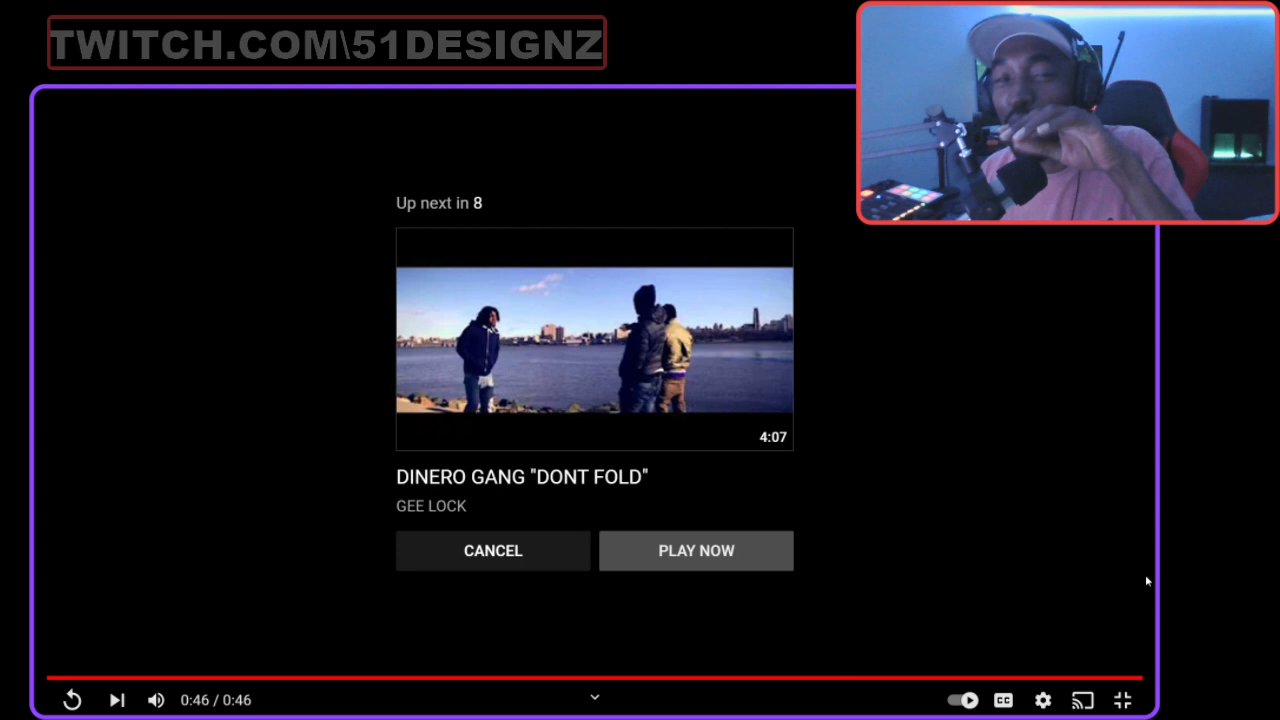 TWITCH.COM\51DESIGNZ
Up next in 8
4:07
DINERO GANG "DONT FOLD"
GEE LOCK
CANCEL
PLAY NOW
0:46 / 0:46
CC